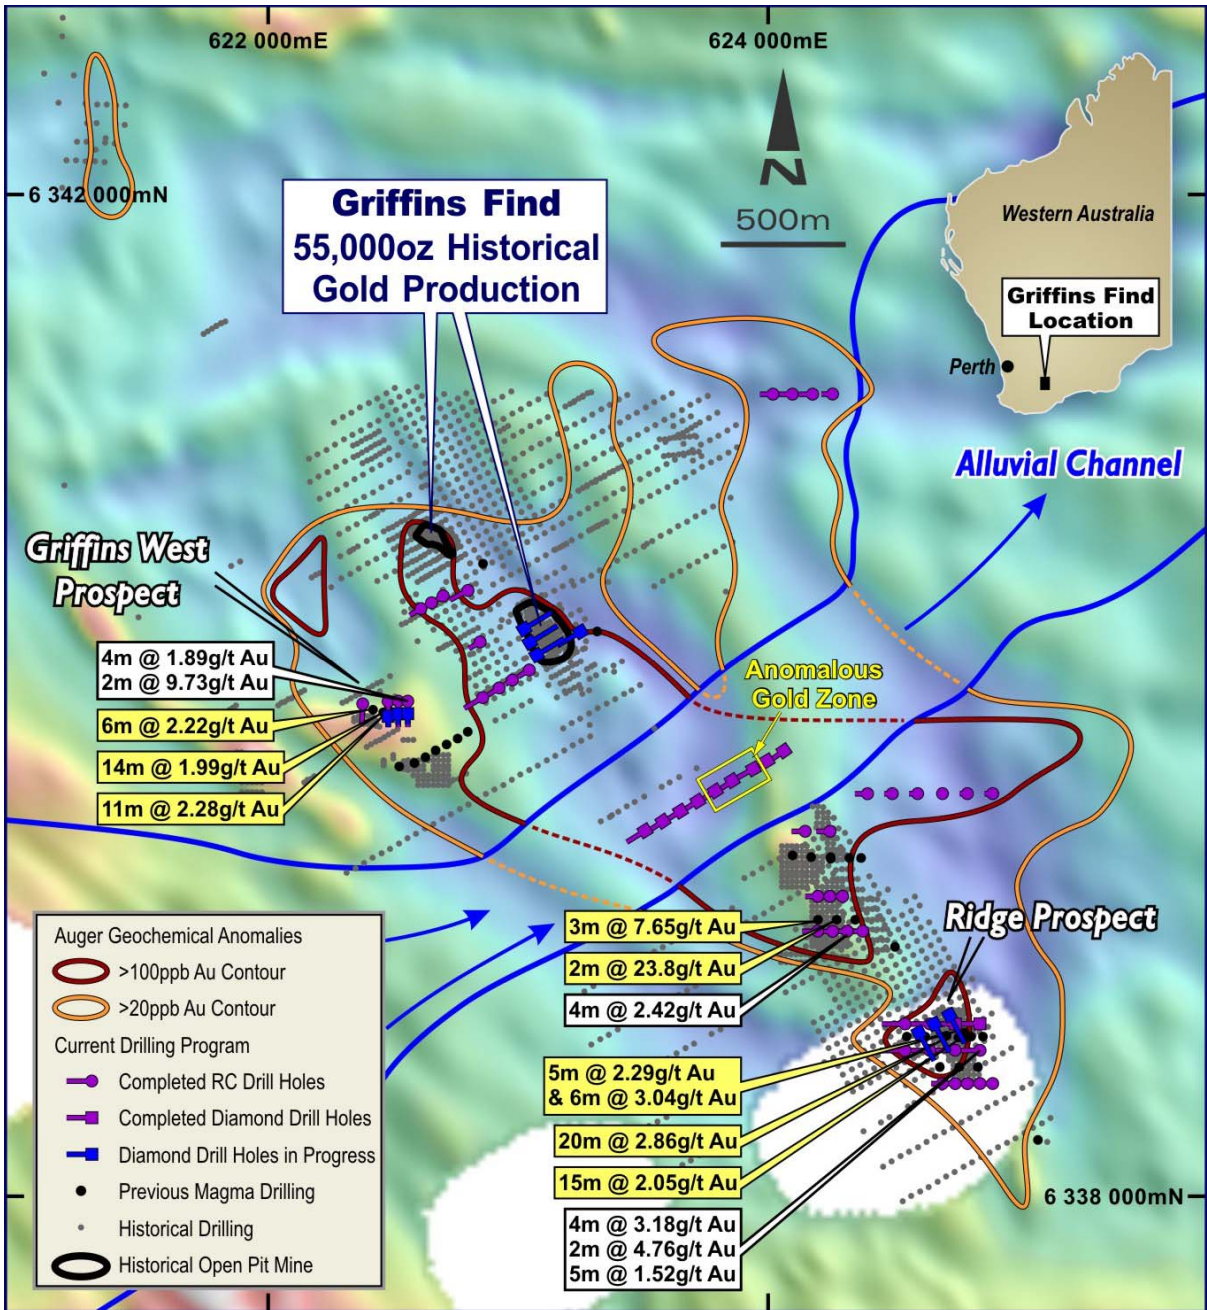 622 000mE
624 000mE
6 342 000mN
N
500m
Griffins Find
55,000oz Historical
Gold Production
Western Australia
Griffins Find
Location
Perth
Alluvial Channel
Griffins West
Prospect
4m @ 1.89g/t Au
2m @ 9.73g/t Au
6m @ 2.22g/t Au
14m @ 1.99g/t Au
11m @ 2.28g/t Au
Anomalous
Gold Zone
Ridge Prospect
3m @ 7.65g/t Au
2m @ 23.8g/t Au
4m @ 2.42g/t Au
5m @ 2.29g/t Au
& 6m @ 3.04g/t Au
20m @ 2.86g/t Au
15m @ 2.05g/t Au
4m @ 3.18g/t Au
2m @ 4.76g/t Au
5m @ 1.52g/t Au
6 338 000mN
Auger Geochemical Anomalies
>100ppb Au Contour
>20ppb Au Contour
Current Drilling Program
Completed RC Drill Holes
Completed Diamond Drill Holes
Diamond Drill Holes in Progress
Previous Magma Drilling
Historical Drilling
Historical Open Pit Mine